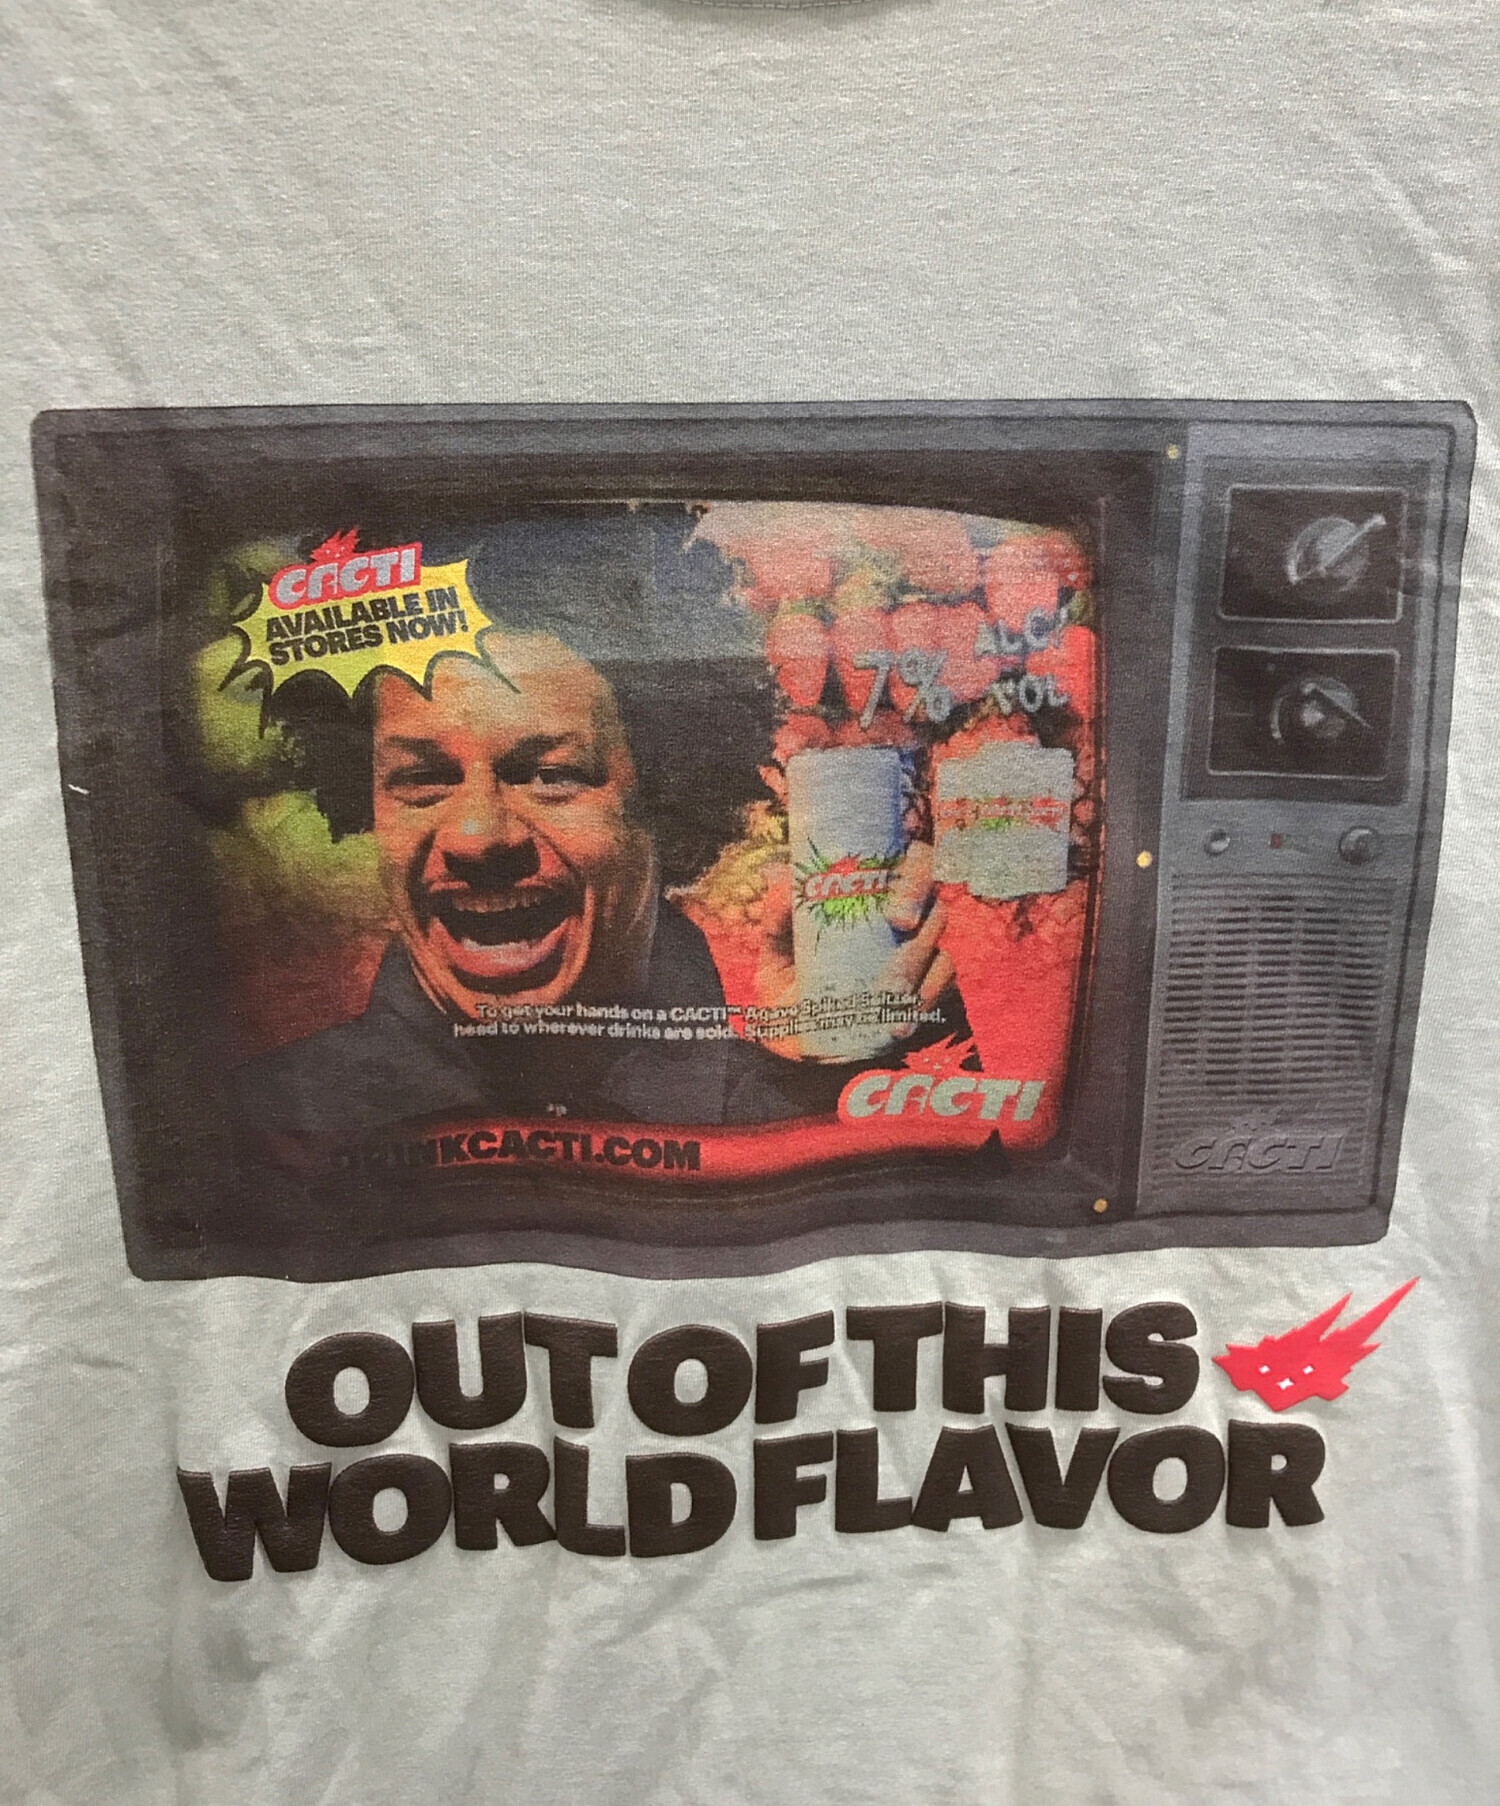 CACTI
AVAILABLE IN
STORES NOW!
7% ALC/
VOL
CACTI
To get your hands on a CACTI™ Agave Spiked Seltzer,
head to wherever drinks are sold. Supplies may be limited.
CACTI
DRINKCACTI.COM
CACTI
OUT OF THIS
WORLD FLAVOR